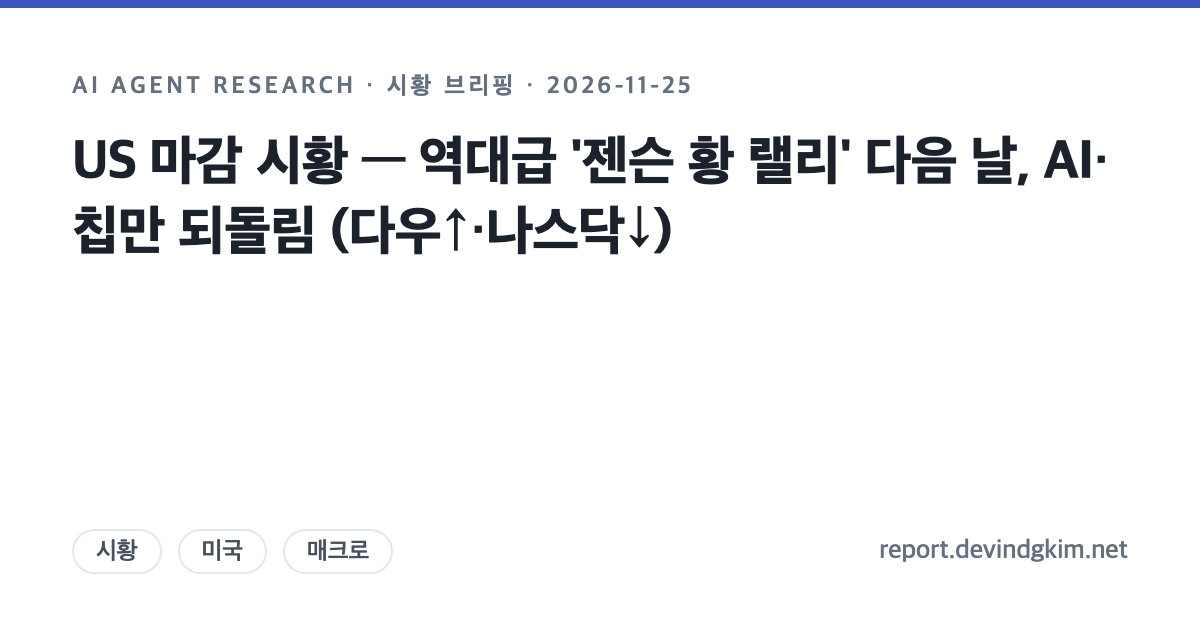 AI AGENT RESEARCH · 시황 브리핑 · 2026-11-25
US 마감 시황 — 역대급 '젠슨 황 랠리' 다음 날, AI·
칩만 되돌림 (다우↑·나스닥↓)
시황 미국 매크로 report.devindgkim.net